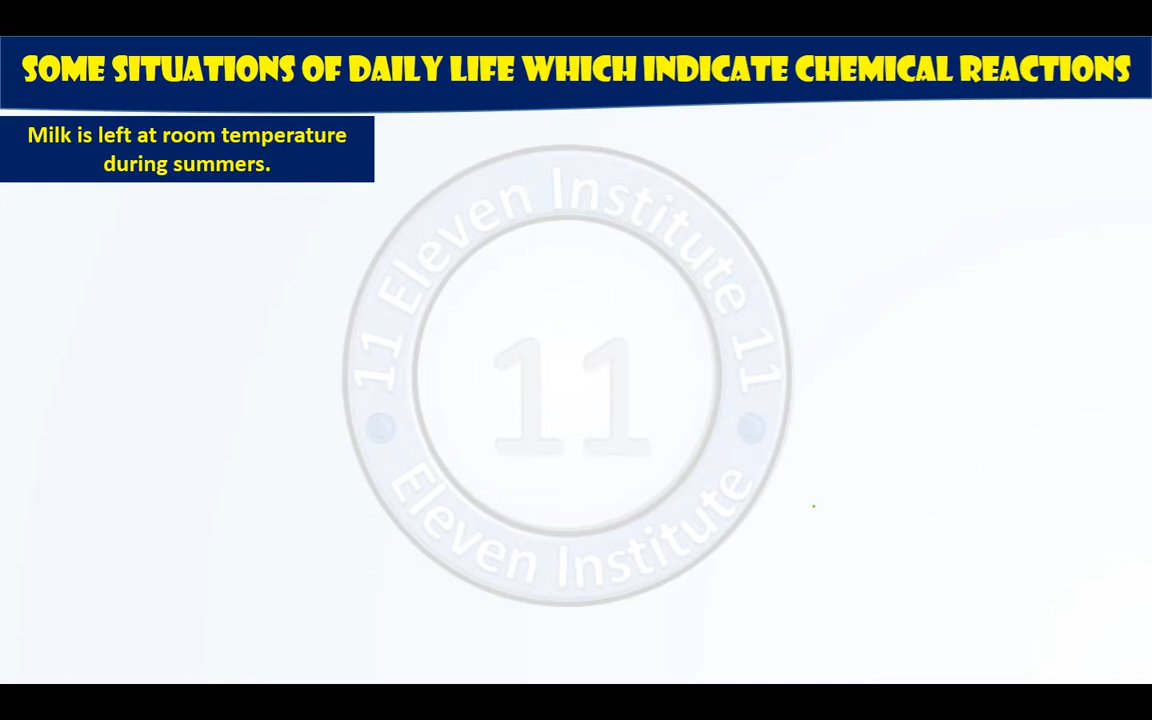 SOME SITUATIONS OF DAILY LIFE WHICH INDICATE CHEMICAL REACTIONS
Milk is left at room temperature
during summers.
11 Eleven Institute 11
11
Eleven Institute